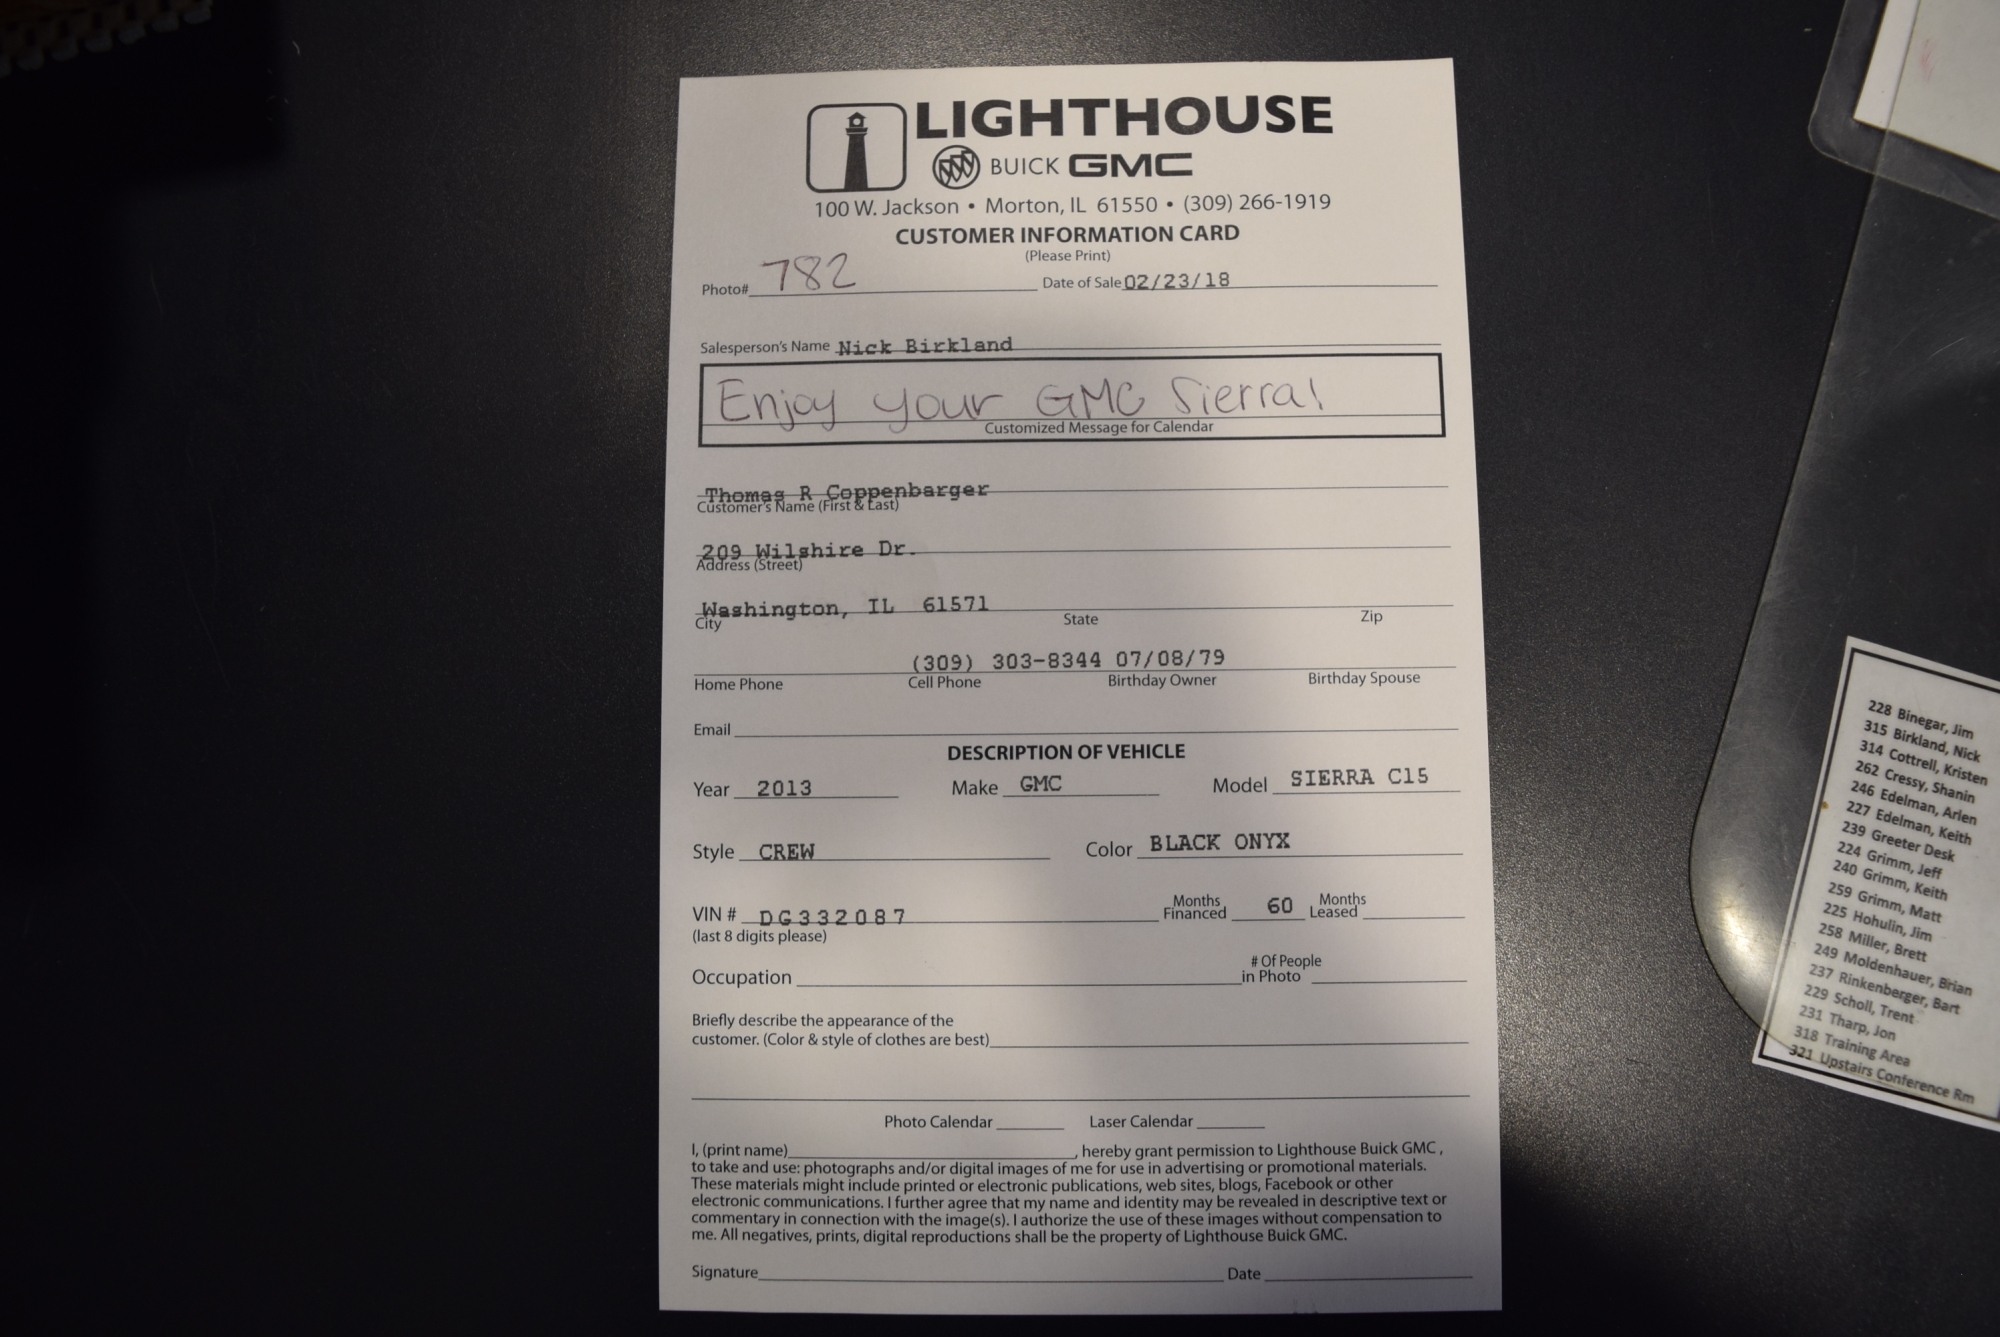 LIGHTHOUSE
BUICK GMC
100 W. Jackson • Morton, IL 61550 • (309) 266-1919
CUSTOMER INFORMATION CARD
(Please Print)
Photo# 782 Date of Sale 02/23/18
Salesperson's Name Nick Birkland
Enjoy your GMC Sierra!
Customized Message for Calendar
Thomas R Coppenbarger
Customer's Name (First & Last)
209 Wilshire Dr.
Address (Street)
Washington, IL 61571
City State Zip
(309) 303-8344 07/08/79
Home Phone Cell Phone Birthday Owner Birthday Spouse
Email
DESCRIPTION OF VEHICLE
Year 2013 Make GMC Model SIERRA C15
Style CREW Color BLACK ONYX
VIN # DG332087 Months Financed 60 Months Leased
(last 8 digits please)
Occupation # Of People in Photo
Briefly describe the appearance of the
customer. (Color & style of clothes are best)
Photo Calendar Laser Calendar
I, (print name) , hereby grant permission to Lighthouse Buick GMC ,
to take and use: photographs and/or digital images of me for use in advertising or promotional materials.
These materials might include printed or electronic publications, web sites, blogs, Facebook or other
electronic communications. I further agree that my name and identity may be revealed in descriptive text or
commentary in connection with the image(s). I authorize the use of these images without compensation to
me. All negatives, prints, digital reproductions shall be the property of Lighthouse Buick GMC.
Signature Date
228 Binegar, Jim
315 Birkland, Nick
314 Cottrell, Kristen
262 Cressy, Shanin
246 Edelman, Arlen
227 Edelman, Keith
239 Greeter Desk
224 Grimm, Jeff
240 Grimm, Keith
259 Grimm, Matt
225 Hohulin, Jim
258 Miller, Brett
249 Moldenhauer, Brian
237 Rinkenberger, Bart
229 Scholl, Trent
231 Tharp, Jon
318 Training Area
321 Upstairs Conference Rm